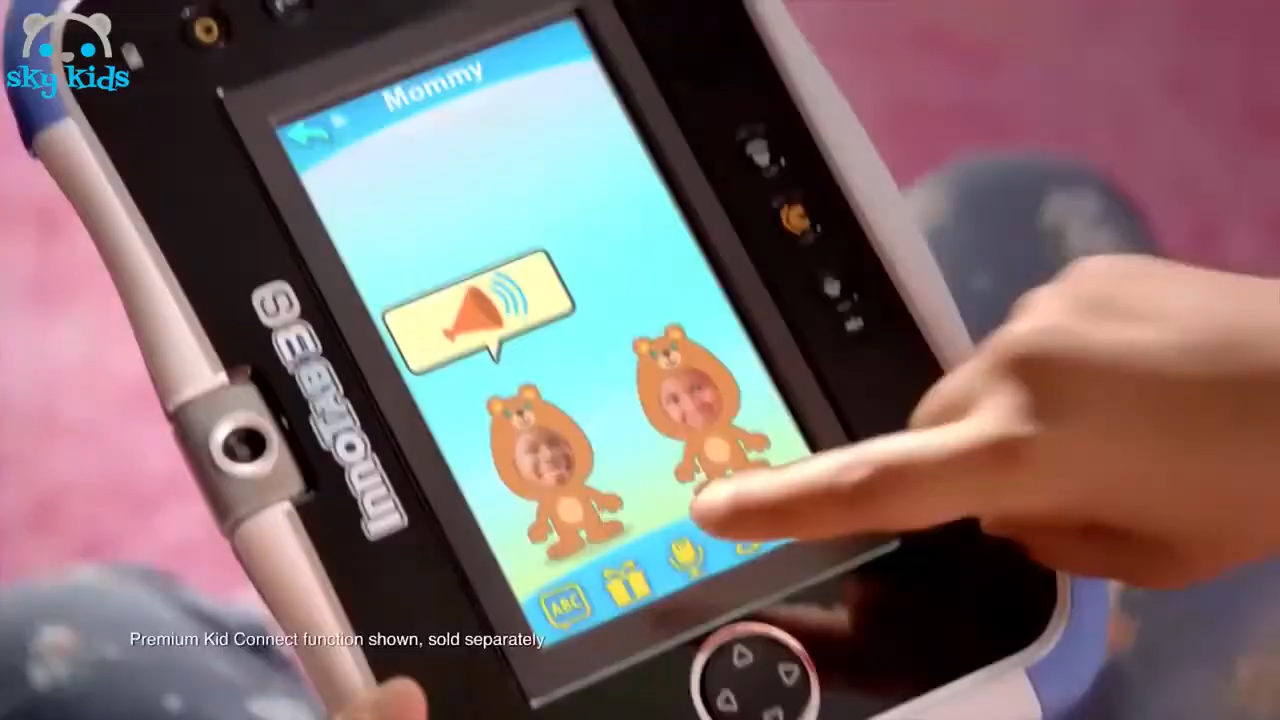 sky kids
Mommy
InnoTAB 3S
ABC
Premium Kid Connect function shown, sold separately